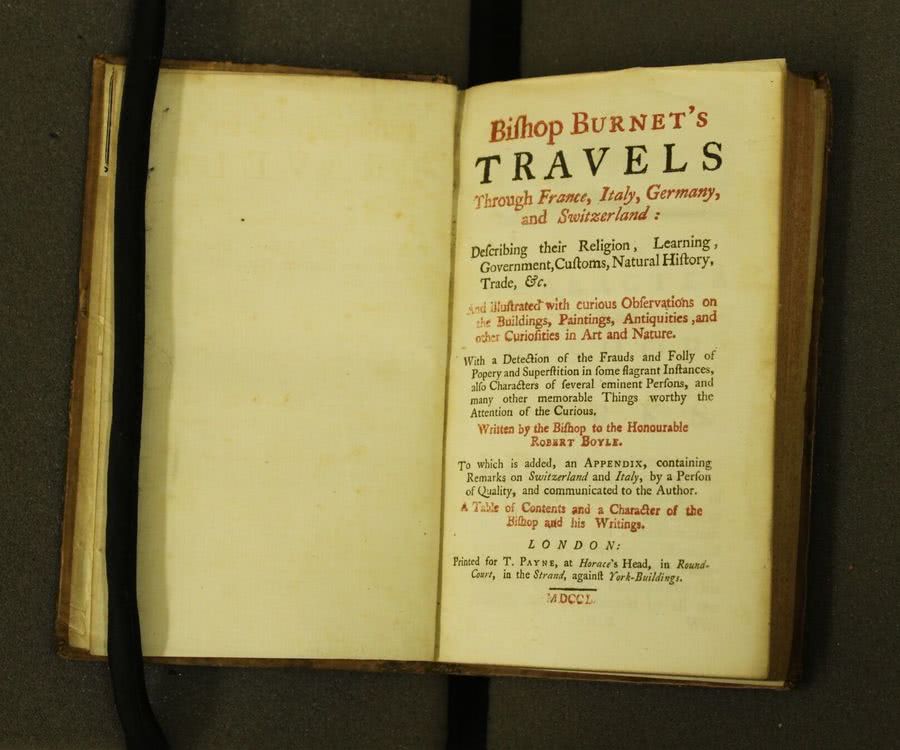 Biſhop BURNET's
TRAVELS
Through France, Italy, Germany,
and Switzerland :
Deſcribing their Religion, Learning,
Government, Cuſtoms, Natural Hiſtory,
Trade, &c.
And illuſtrated with curious Obſervations on
the Buildings, Paintings, Antiquities, and
other Curioſities in Art and Nature.
With a Detection of the Frauds and Folly of
Popery and Superſtition in ſome flagrant Inſtances,
alſo Characters of ſeveral eminent Perſons, and
many other memorable Things worthy the
Attention of the Curious.
Written by the Biſhop to the Honourable
ROBERT BOYLE.
To which is added, an APPENDIX, containing
Remarks on Switzerland and Italy, by a Perſon
of Quality, and communicated to the Author.
A Table of Contents and a Character of the
Biſhop and his Writings.
LONDON:
Printed for T. PAYNE, at Horace's Head, in Round-
Court, in the Strand, againſt York-Buildings.
MDCCL.